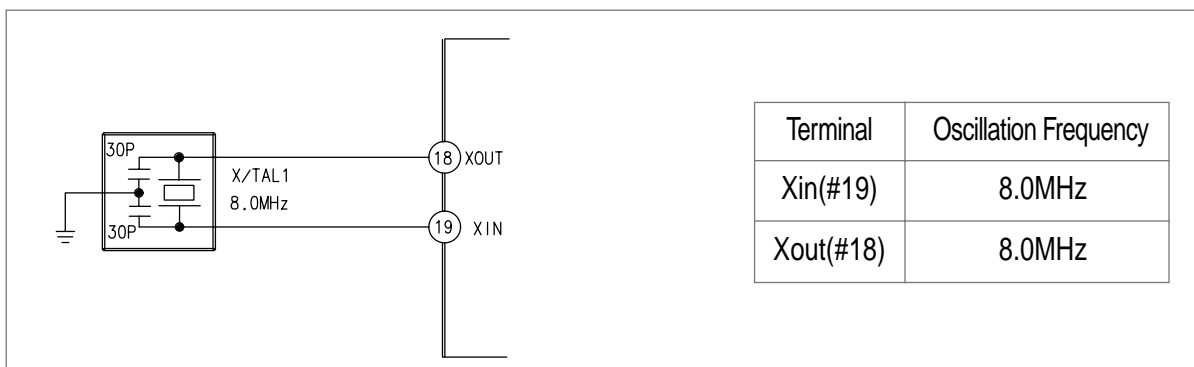 30P
X/TAL1
8.0MHz
30P
18 XOUT
19 XIN
Terminal Oscillation Frequency
Xin(#19) 8.0MHz
Xout(#18) 8.0MHz